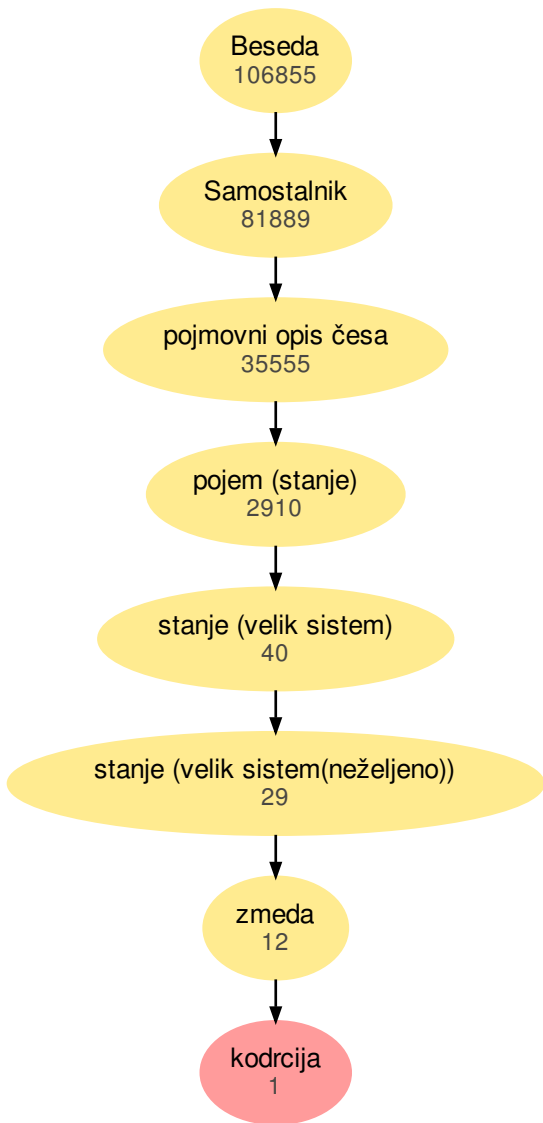 Beseda
106855
Samostalnik
81889
pojmovni opis česa
35555
pojem (stanje)
2910
stanje (velik sistem)
40
stanje (velik sistem(neželjeno))
29
zmeda
12
kodrcija
1